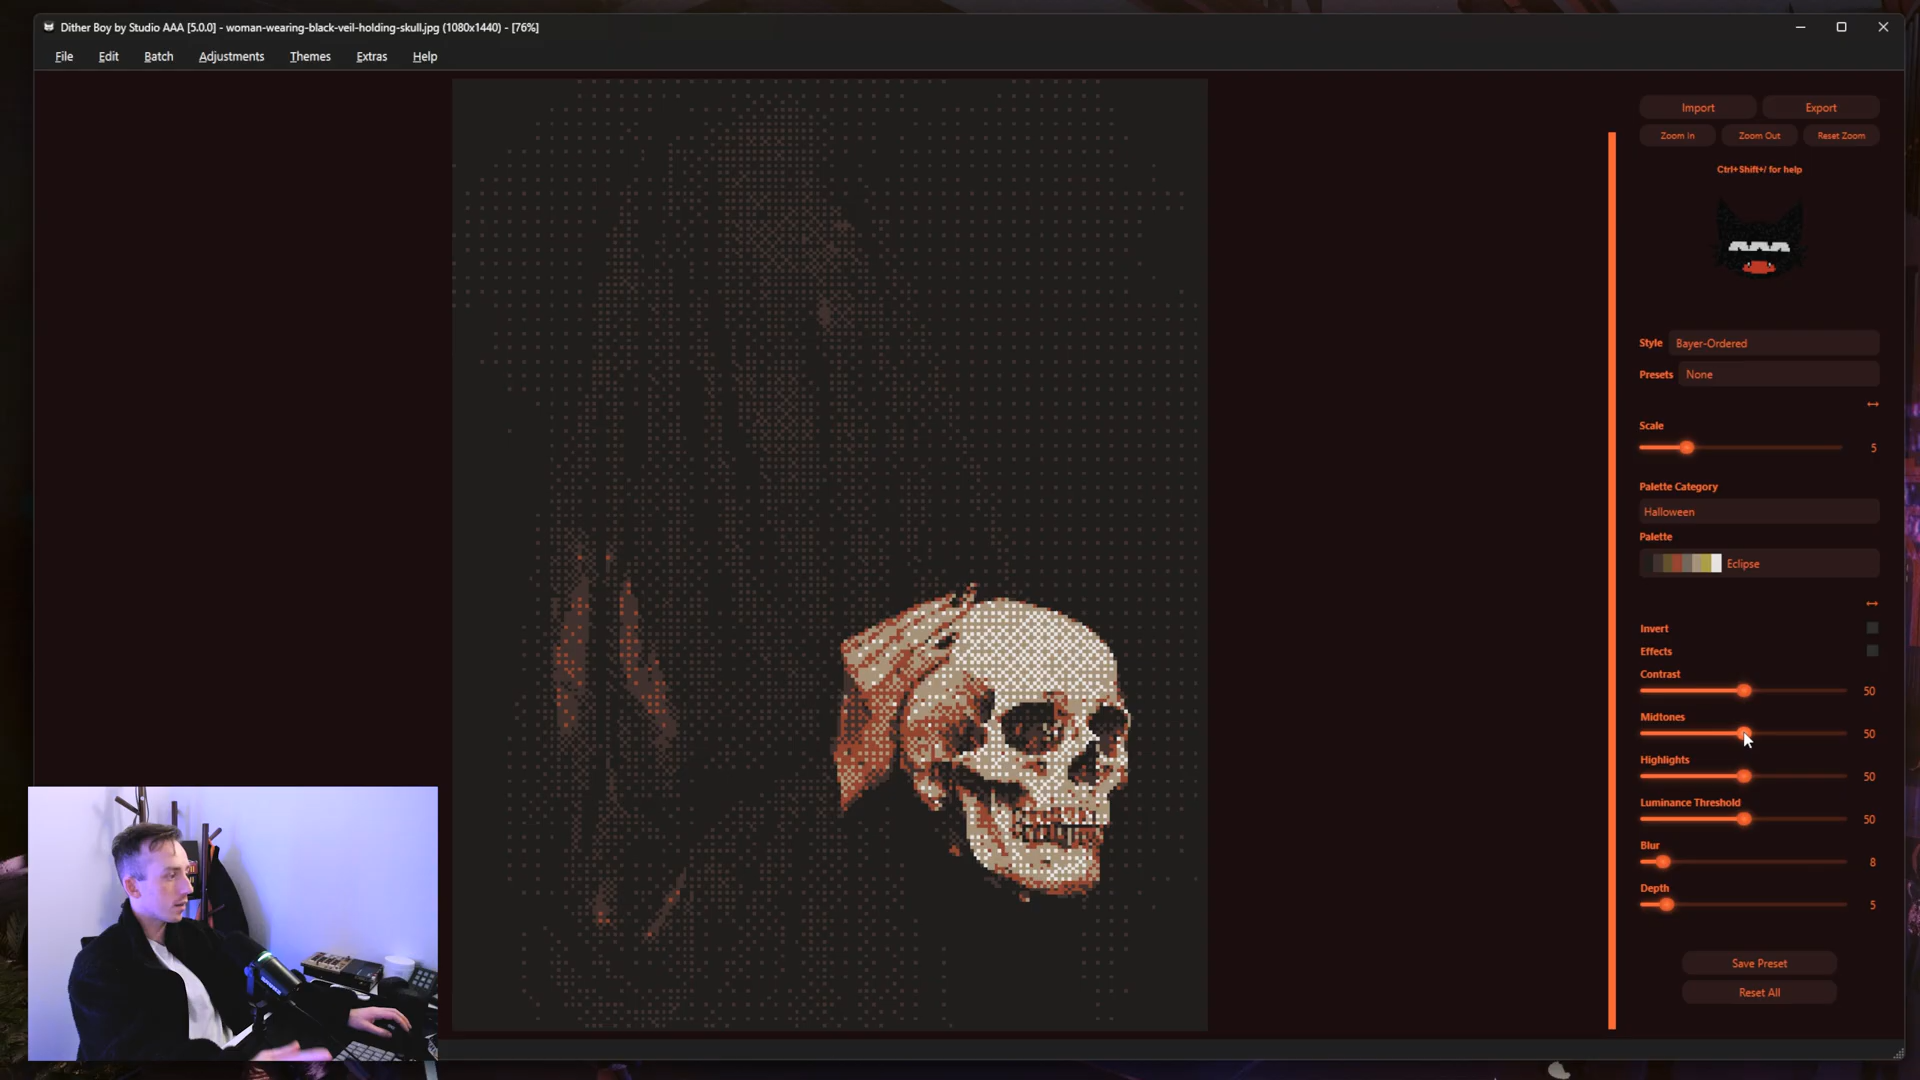 Dither Boy by Studio AAA [5.0.0] - woman-wearing-black-veil-holding-skull.jpg (1080x1440) - [76%]
File Edit Batch Adjustments Themes Extras Help
Import Export
Zoom In Zoom Out Reset Zoom
Ctrl+Shift+/ for help
AAA
Style Bayer-Ordered
Presets None
Scale
5
Palette Category
Halloween
Palette
Eclipse
Invert
Effects
Contrast
50
Midtones
50
Highlights
50
Luminance Threshold
50
Blur
8
Depth
5
Save Preset
Reset All